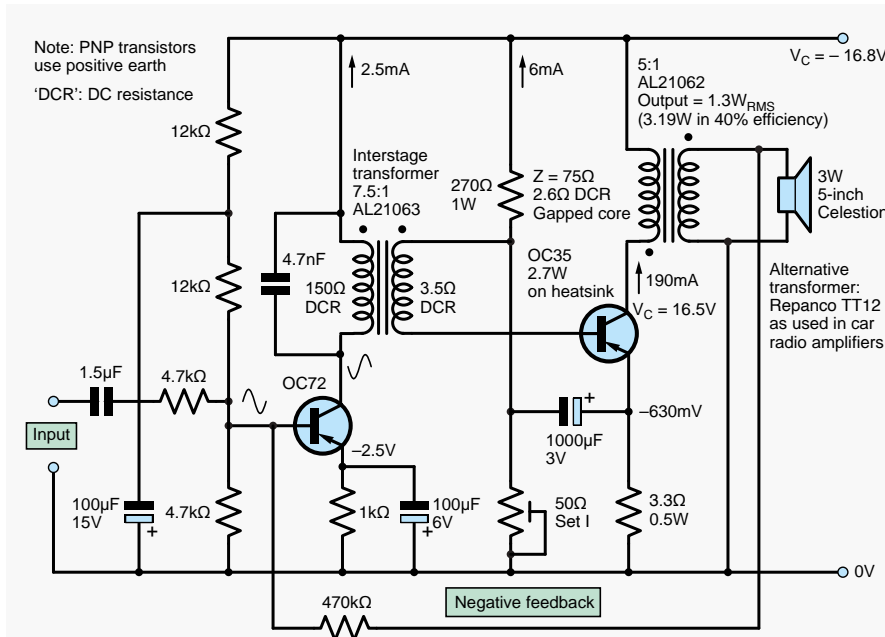 Note: PNP transistors
use positive earth
‘DCR’: DC resistance
2.5mA
6mA
5:1
AL21062
Output = 1.3WRMS
(3.19W in 40% efficiency)
VC = – 16.8V
12kΩ
Interstage
transformer
7.5:1
AL21063
270Ω
1W
Z = 75Ω
2.6Ω DCR
Gapped core
3W
5-inch
Celestion
4.7nF
12kΩ
150Ω
DCR
3.5Ω
DCR
OC35
2.7W
on heatsink
190mA
VC = 16.5V
Alternative
transformer:
Repanco TT12
as used in car
radio amplifiers
1.5µF
4.7kΩ
OC72
Input
–2.5V
+
1000µF
3V
–630mV
100µF
15V
+
4.7kΩ
1kΩ
100µF
6V
+
50Ω
Set I
3.3Ω
0.5W
0V
470kΩ
Negative feedback